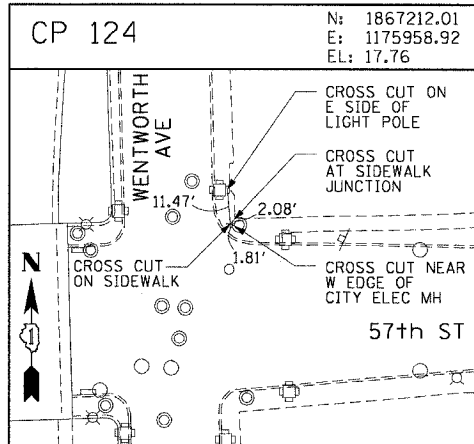 CP 124
N: 1867212.01
E: 1175958.92
EL: 17.76
WENTWORTH
AVE
CROSS CUT ON
E SIDE OF
LIGHT POLE
CROSS CUT
AT SIDEWALK
JUNCTION
11.47'
2.08'
1.81'
CROSS CUT
ON SIDEWALK
CROSS CUT NEAR
W EDGE OF
CITY ELEC MH
57th ST
N
1